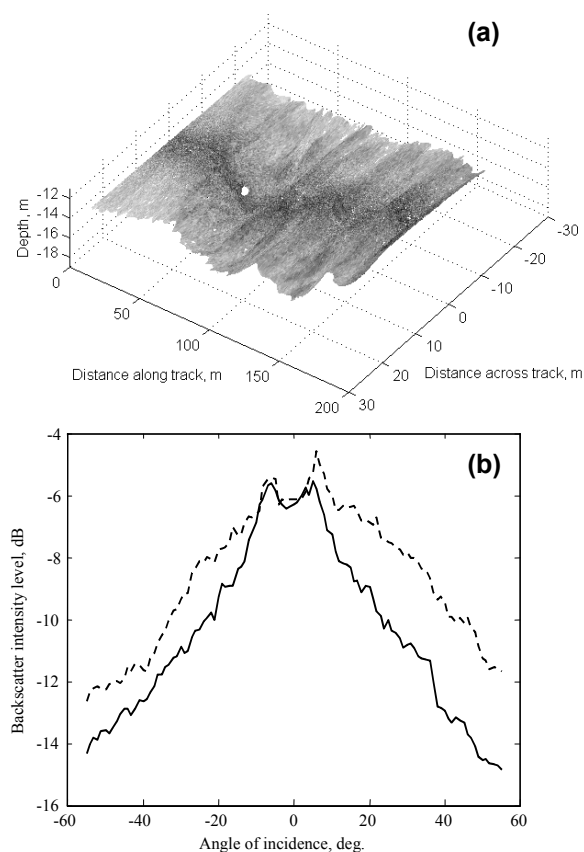 (a)
-12
-14
-16
-18
Depth, m
0
50
100
150
200
Distance along track, m
30
20
10
0
-10
-20
-30
Distance across track, m
(b)
-4
-6
-8
-10
-12
-14
-16
Backscatter intensity level, dB
-60 -40 -20 0 20 40 60
Angle of incidence, deg.